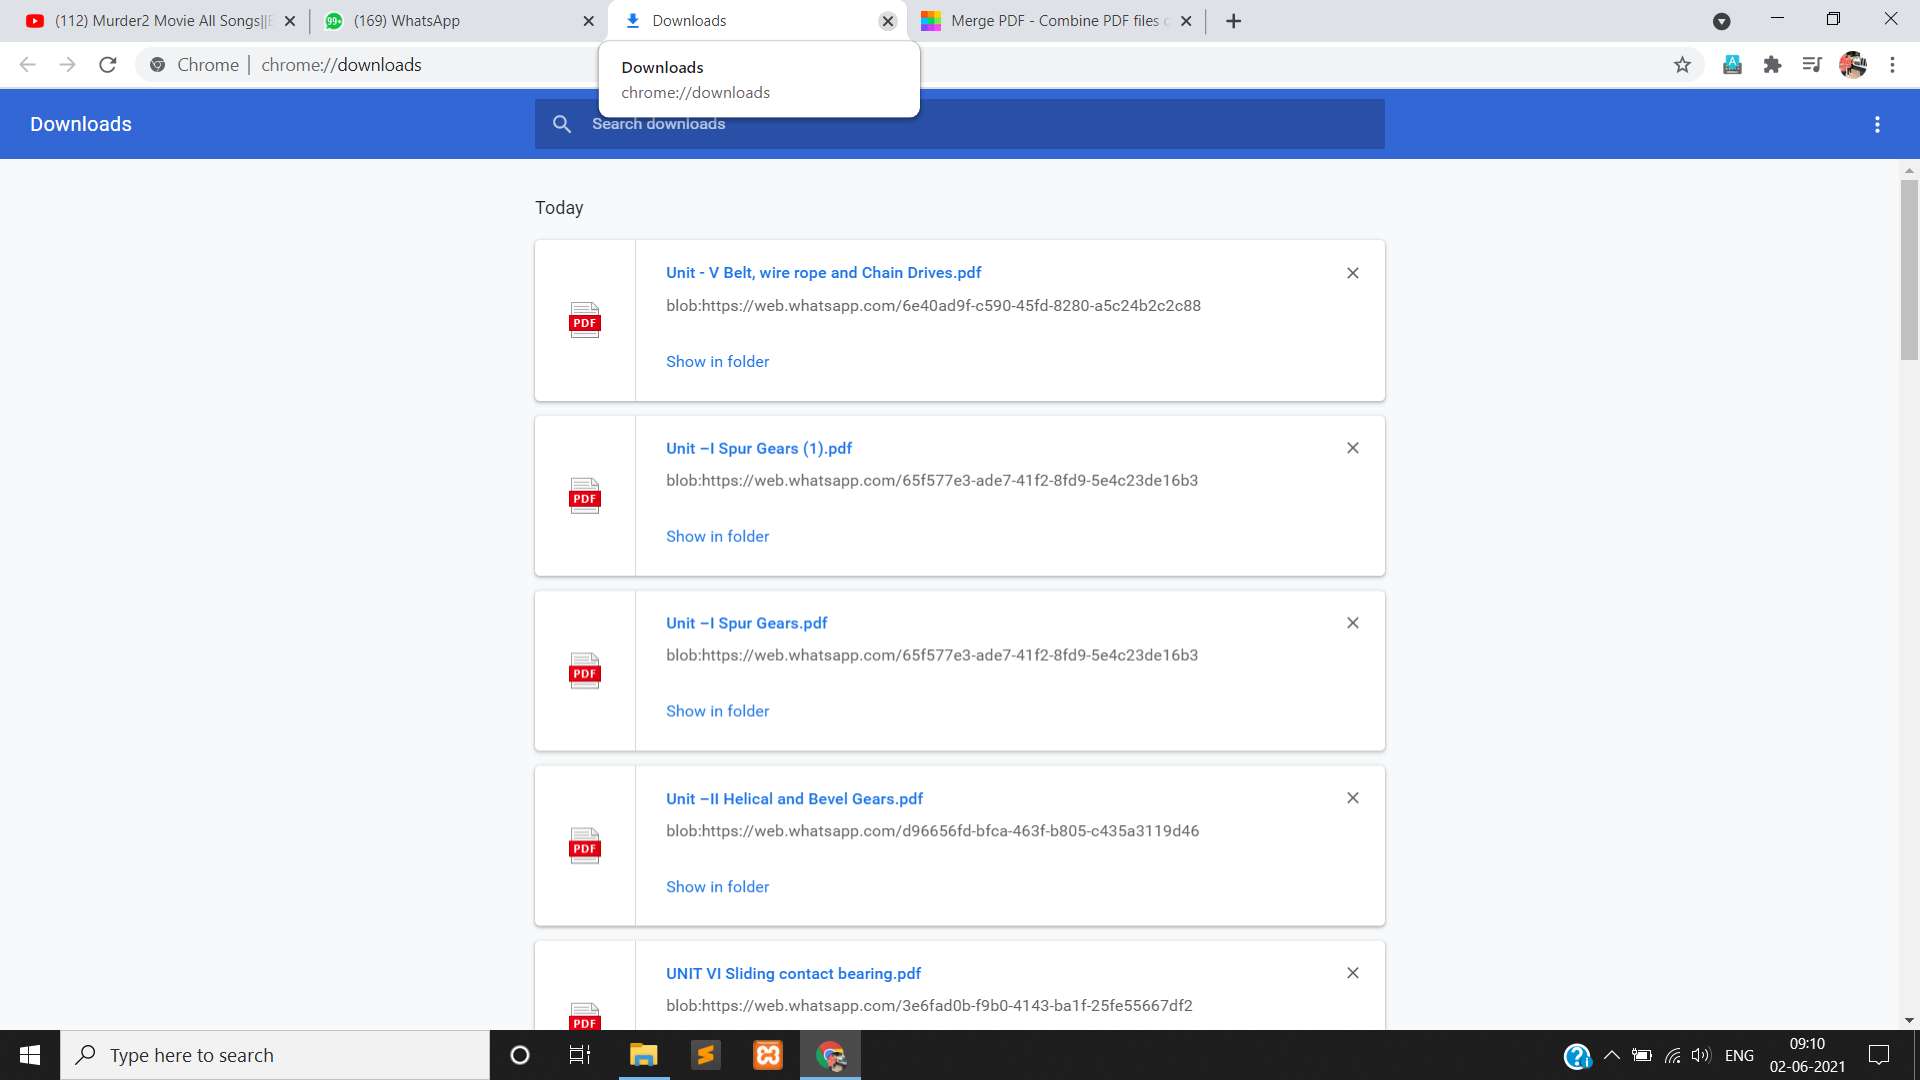 (112) Murder2 Movie All Songs||
99+
(169) WhatsApp
Downloads
Merge PDF - Combine PDF files
Chrome
chrome://downloads
Downloads
chrome://downloads
Downloads
Search downloads
Today
PDF
Unit - V Belt, wire rope and Chain Drives.pdf
blob:https://web.whatsapp.com/6e40ad9f-c590-45fd-8280-a5c24b2c2c88
Show in folder
PDF
Unit –I Spur Gears (1).pdf
blob:https://web.whatsapp.com/65f577e3-ade7-41f2-8fd9-5e4c23de16b3
Show in folder
PDF
Unit –I Spur Gears.pdf
blob:https://web.whatsapp.com/65f577e3-ade7-41f2-8fd9-5e4c23de16b3
Show in folder
PDF
Unit –II Helical and Bevel Gears.pdf
blob:https://web.whatsapp.com/d96656fd-bfca-463f-b805-c435a3119d46
Show in folder
PDF
UNIT VI Sliding contact bearing.pdf
blob:https://web.whatsapp.com/3e6fad0b-f9b0-4143-ba1f-25fe55667df2
Type here to search
ENG
09:10
02-06-2021